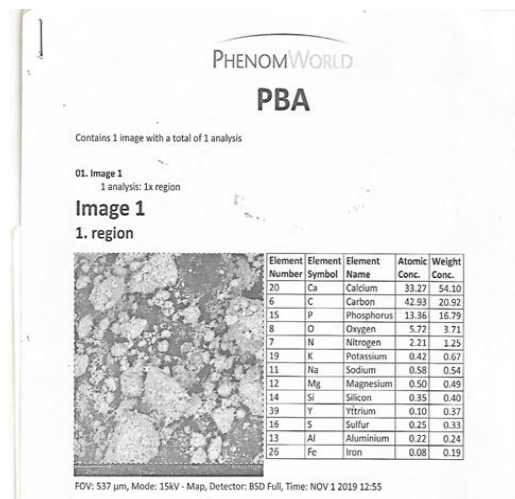 PHENOMWORLD
PBA
Contains 1 image with a total of 1 analysis
01. Image 1
1 analysis: 1x region
Image 1
1. region
Element Element Element Atomic Weight
Number Symbol Name Conc. Conc.
20 Ca Calcium 33.27 54.10
6 C Carbon 42.93 20.92
15 P Phosphorus 13.36 16.79
8 O Oxygen 5.72 3.71
7 N Nitrogen 2.21 1.25
19 K Potassium 0.42 0.67
11 Na Sodium 0.58 0.54
12 Mg Magnesium 0.50 0.49
14 Si Silicon 0.35 0.40
39 Y Yttrium 0.10 0.37
16 S Sulfur 0.25 0.33
13 Al Aluminium 0.22 0.24
26 Fe Iron 0.08 0.19
FOV: 537 µm, Mode: 15kV - Map, Detector: BSD Full, Time: NOV 1 2019 12:55